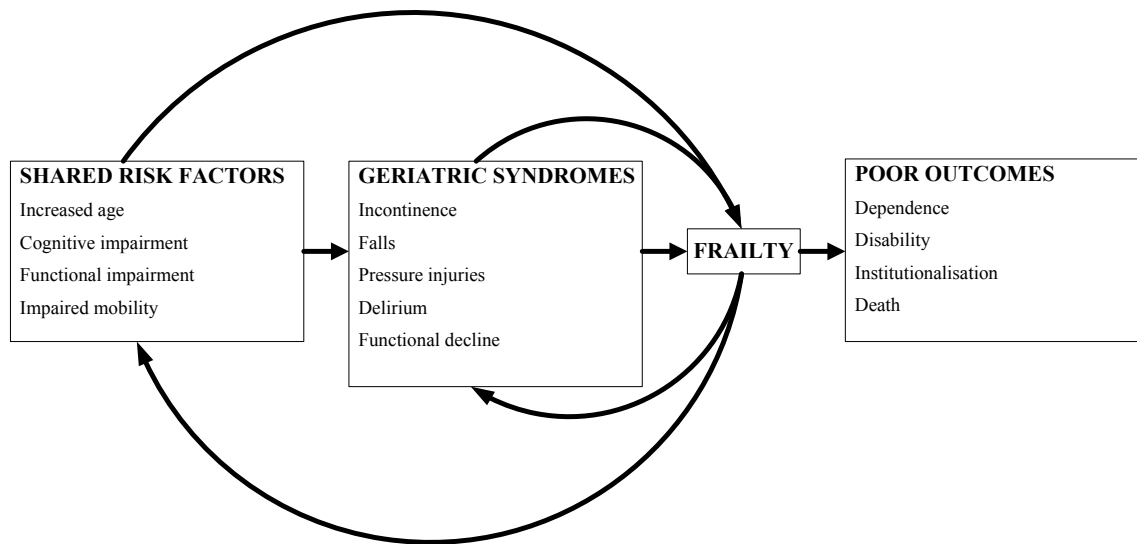 SHARED RISK FACTORS
Increased age
Cognitive impairment
Functional impairment
Impaired mobility
GERIATRIC SYNDROMES
Incontinence
Falls
Pressure injuries
Delirium
Functional decline
FRAILTY
POOR OUTCOMES
Dependence
Disability
Institutionalisation
Death